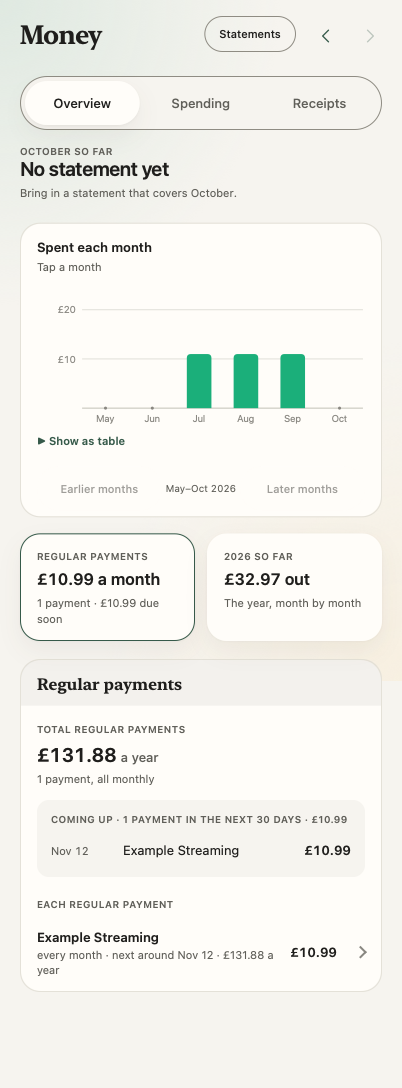 Money
Statements
Overview
Spending
Receipts
OCTOBER SO FAR
No statement yet
Bring in a statement that covers October.
Spent each month
Tap a month
£20
£10
May Jun Jul Aug Sep Oct
Show as table
Earlier months
May–Oct 2026
Later months
REGULAR PAYMENTS
£10.99 a month
1 payment · £10.99 due
soon
2026 SO FAR
£32.97 out
The year, month by month
Regular payments
TOTAL REGULAR PAYMENTS
£131.88 a year
1 payment, all monthly
COMING UP · 1 PAYMENT IN THE NEXT 30 DAYS · £10.99
Nov 12 Example Streaming £10.99
EACH REGULAR PAYMENT
Example Streaming
every month · next around Nov 12 · £131.88 a
year
£10.99